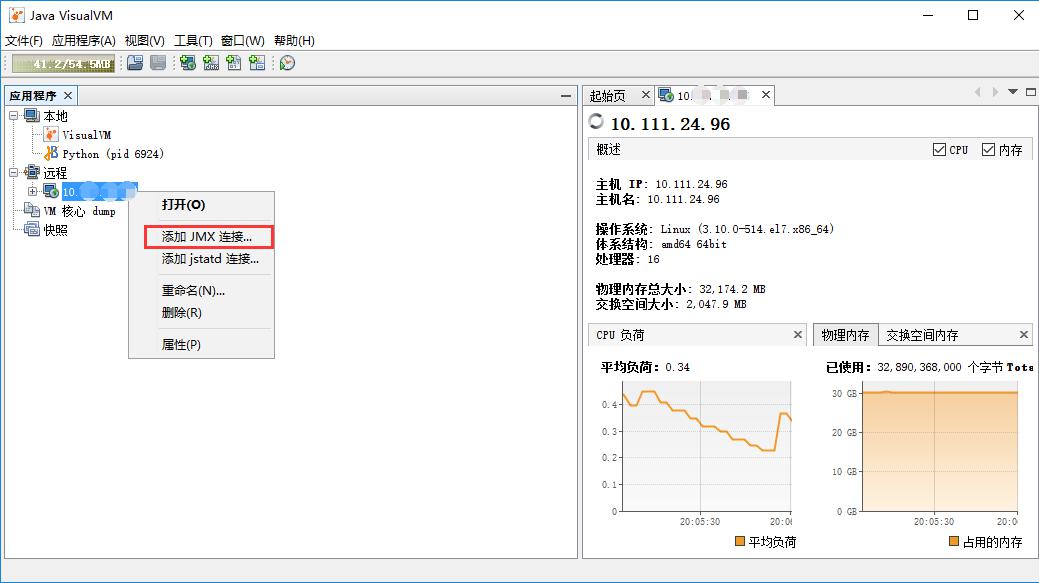 Java VisualVM
文件(F) 应用程序(A) 视图(V) 工具(T) 窗口(W) 帮助(H)
41.2/54.5MB
应用程序
本地
VisualVM
Python (pid 6924)
远程
10.
VM 核心 dump
快照
打开(O)
添加 JMX 连接...
添加 jstatd 连接...
重命名(N)...
删除(R)
属性(P)
起始页 10.
10.111.24.96
概述 CPU 内存
主机 IP: 10.111.24.96
主机名: 10.111.24.96
操作系统: Linux (3.10.0-514.el7.x86_64)
体系结构: amd64 64bit
处理器: 16
物理内存总大小: 32,174.2 MB
交换空间大小: 2,047.9 MB
CPU 负荷
平均负荷: 0.34
0.4
0.3
0.2
0.1
0
20:05:30 20:0
平均负荷
物理内存 交换空间内存
已使用: 32,890,368,000 个字节 Tota
30 GB
20 GB
10 GB
0 GB
20:05:30 20:0
占用的内存